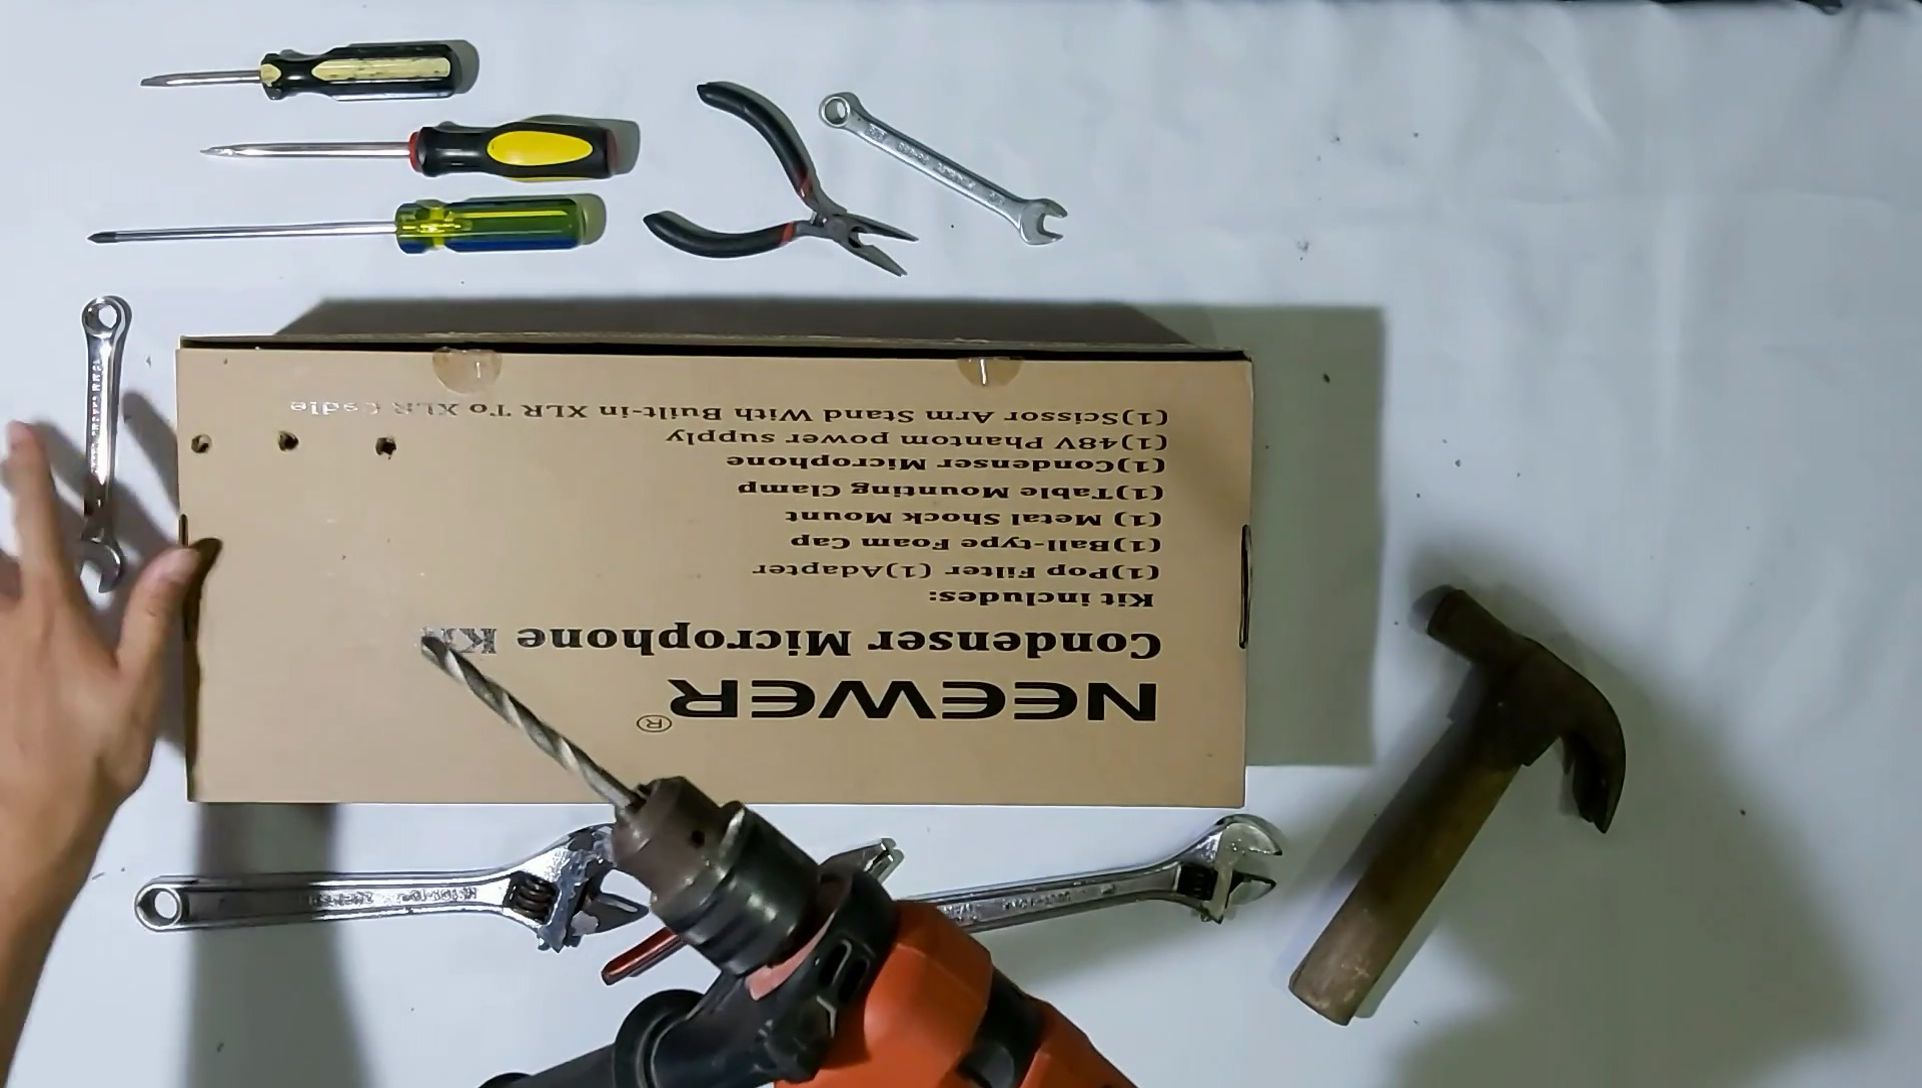 NEEWER®
Condenser Microphone Kit
Kit includes:
(1)Pop Filter (1)Adapter
(1)Ball-type Foam Cap
(1) Metal Shock Mount
(1)Table Mounting Clamp
(1)Condenser Microphone
(1)48V Phantom power supply
(1)Scissor Arm Stand With Built-in XLR To XLR Cadle